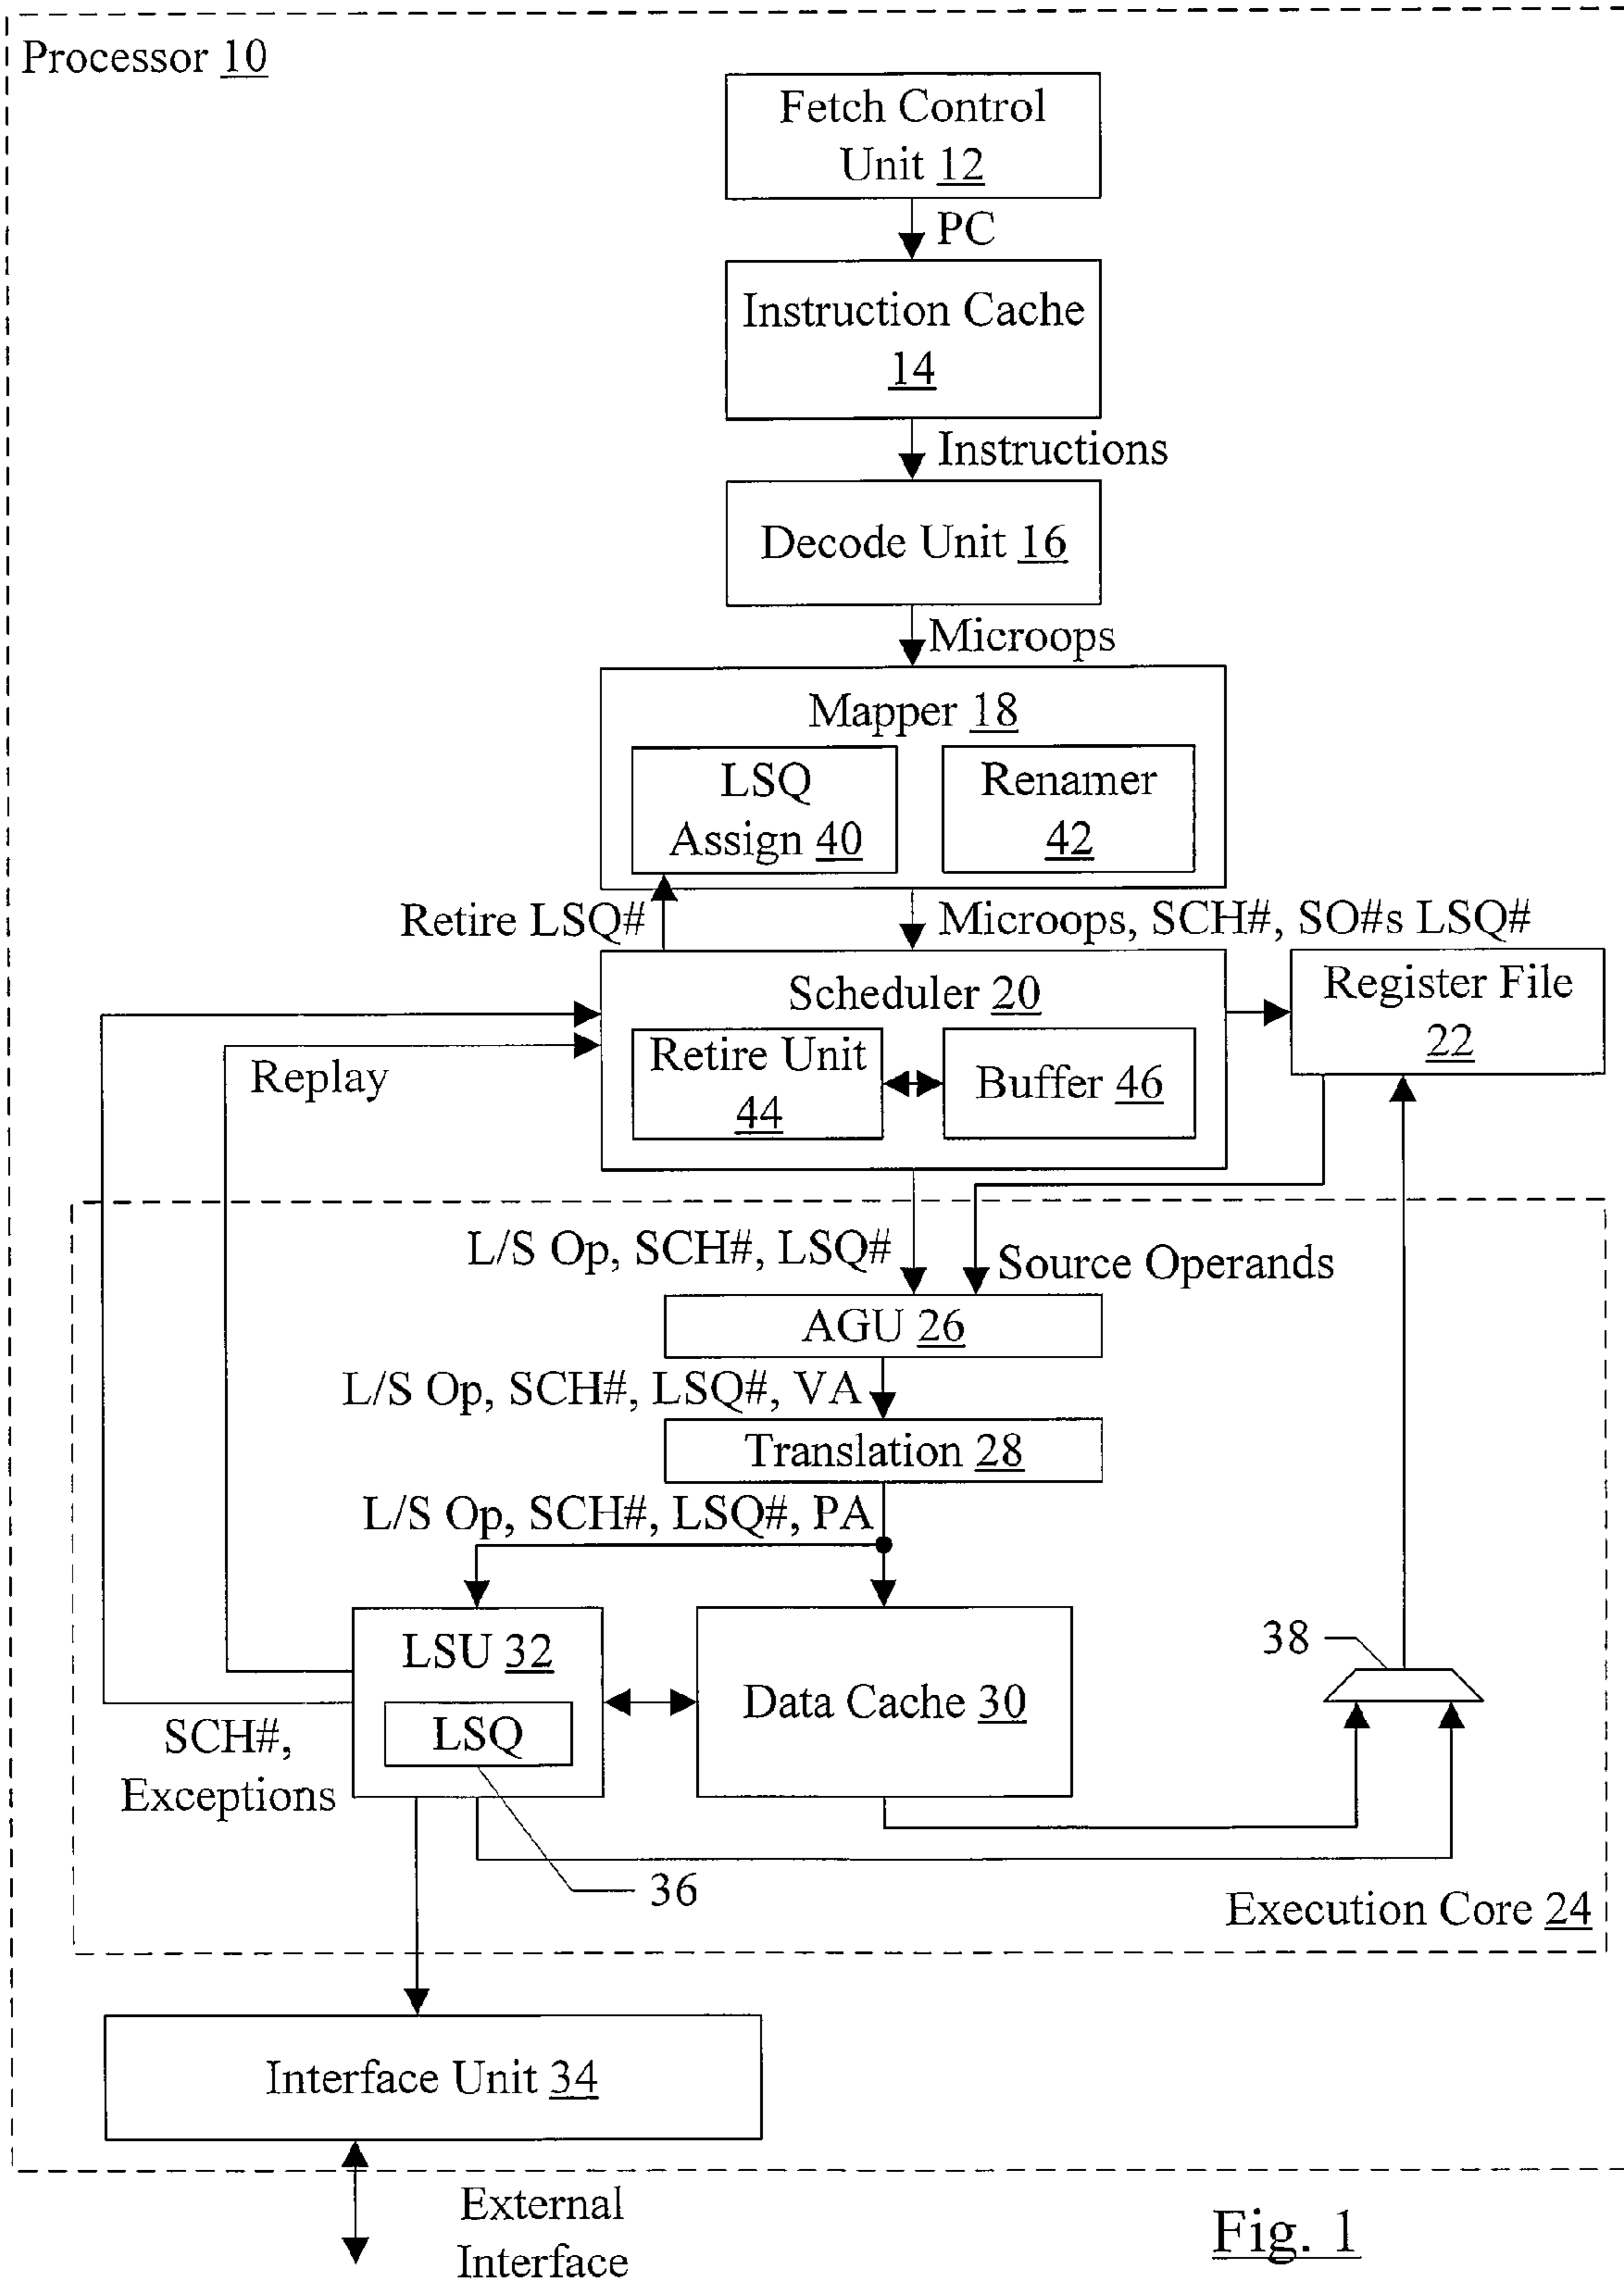 Processor 10
Fetch Control
Unit 12
PC
Instruction Cache
14
Instructions
Decode Unit 16
Microops
Mapper 18
LSQ
Assign 40
Renamer
42
Retire LSQ#
Microops, SCH#, SO#s LSQ#
Scheduler 20
Retire Unit
44
Buffer 46
Register File
22
Replay
L/S Op, SCH#, LSQ#
Source Operands
AGU 26
L/S Op, SCH#, LSQ#, VA
Translation 28
L/S Op, SCH#, LSQ#, PA
LSU 32
LSQ
Data Cache 30
38
SCH#,
Exceptions
36
Execution Core 24
Interface Unit 34
External
Interface
Fig. 1